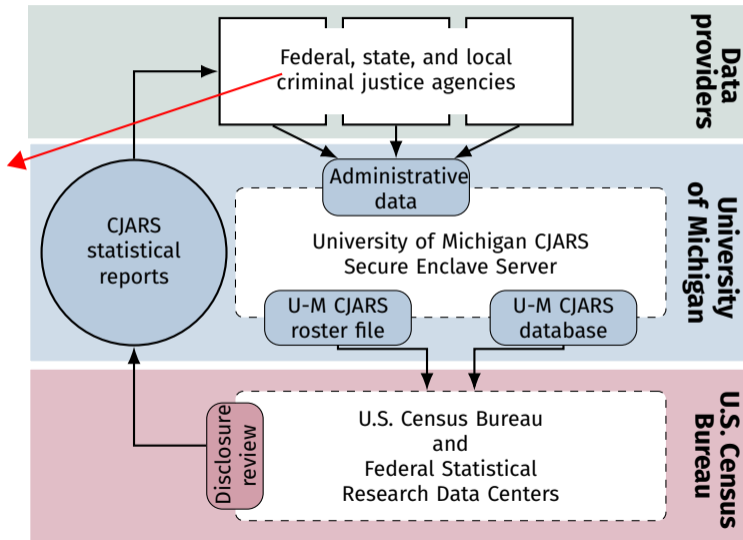 Federal, state, and local
criminal justice agencies
Data
providers
Administrative
data
CJARS
statistical
reports
University of Michigan CJARS
Secure Enclave Server
U-M CJARS
roster file
U-M CJARS
database
University
of Michigan
Disclosure
review
U.S. Census Bureau
and
Federal Statistical
Research Data Centers
U.S. Census
Bureau